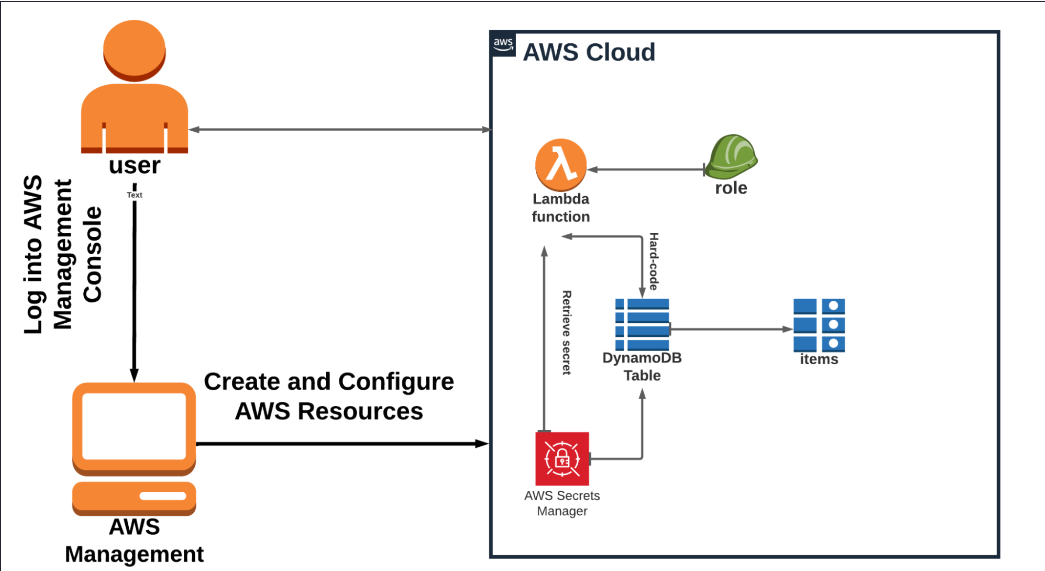 aws
AWS Cloud
user
Text
Log into AWS
Management
Console
Lambda
function
role
Hard-code
Retrieve secret
DynamoDB
Table
items
Create and Configure
AWS Resources
AWS Secrets
Manager
AWS
Management